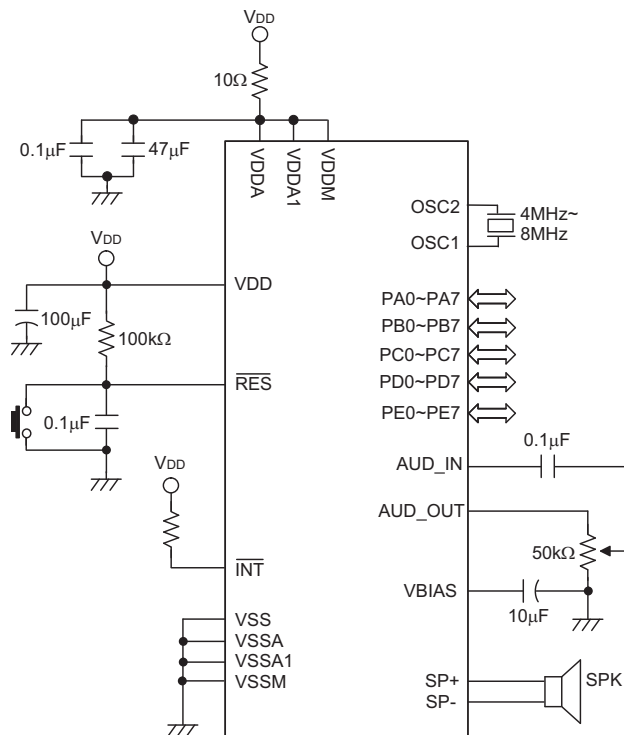 VDD
10Ω
0.1μF
47μF
VDDA
VDDA1
VDDM
OSC2
OSC1
4MHz~
8MHz
VDD
VDD
100μF
100kΩ
RES
0.1μF
PA0~PA7
PB0~PB7
PC0~PC7
PD0~PD7
PE0~PE7
AUD_IN
0.1μF
VDD
AUD_OUT
50kΩ
INT
VBIAS
10μF
VSS
VSSA
VSSA1
VSSM
SP+
SP-
SPK